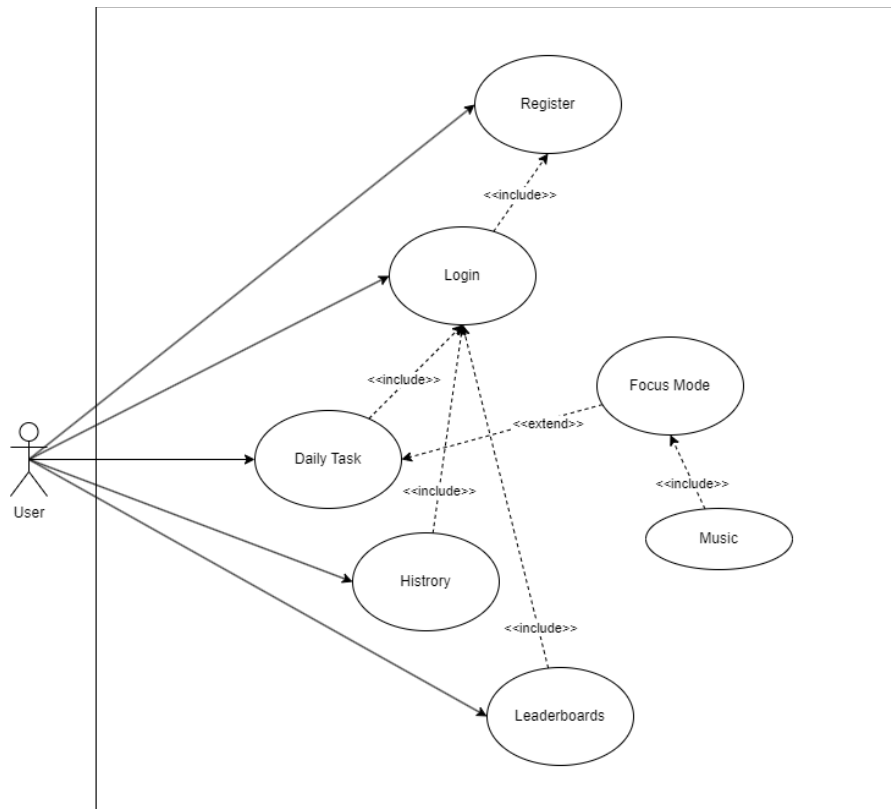 Register
<<include>>
Login
<<include>>
Focus Mode
<<extend>>
Daily Task
<<include>>
<<include>>
User
Music
Histrory
<<include>>
Leaderboards